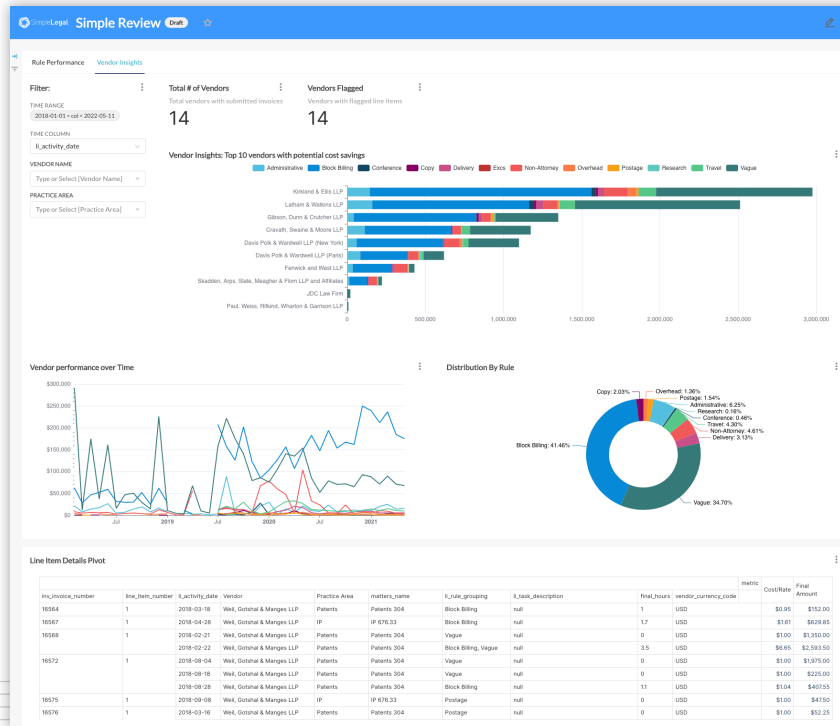 SimpleLegal Simple Review Draft
Rule Performance Vendor Insights
Filter:
TIME RANGE
2018-01-01 < col < 2022-05-11
TIME COLUMN
li_activity_date
VENDOR NAME
Type or Select [Vendor Name]
PRACTICE AREA
Type or Select [Practice Area]
Total # of Vendors
Total vendors with submitted invoices
14
Vendors Flagged
Vendors with flagged line items
14
Vendor Insights: Top 10 vendors with potential cost savings
Administrative Block Billing Conference Copy Delivery Excs Non-Attorney Overhead Postage Research Travel Vague
Kirkland & Ellis LLP
Latham & Watkins LLP
Gibson, Dunn & Crutcher LLP
Cravath, Swaine & Moore LLP
Davis Polk & Wardwell LLP (New York)
Davis Polk & Wardwell LLP (Paris)
Fenwick and West LLP
Skadden, Arps, Slate, Meagher & Flom LLP and Affiliates
JDC Law Firm
Paul, Weiss, Rifkind, Wharton & Garrison LLP
0 500,000 1,000,000 1,500,000 2,000,000 2,500,000 3,000,000
Vendor performance over Time
$300,000
$250,000
$200,000
$150,000
$100,000
$50,000
$0
Jul 2019 Jul 2020 Jul 2021
Distribution By Rule
Copy: 2.03%
Overhead: 1.36%
Postage: 1.54%
Administrative: 6.25%
Research: 0.16%
Conference: 0.46%
Travel: 4.30%
Non-Attorney: 4.61%
Delivery: 3.13%
Block Billing: 41.46%
Vague: 34.70%
Line Item Details Pivot
metric Cost/Rate Final Amount
inv_invoice_number line_item_number li_activity_date Vendor Practice Area matters_name li_rule_grouping li_task_description final_hours vendor_currency_code
16564 1 2018-03-18 Weil, Gotshal & Manges LLP Patents Patents 304 Block Billing null 1 USD $0.95 $152.00
16567 1 2018-04-28 Weil, Gotshal & Manges LLP IP IP 676.33 Block Billing null 1.7 USD $1.61 $629.85
16568 1 2018-02-21 Weil, Gotshal & Manges LLP Patents Patents 304 Vague null 0 USD $1.00 $1,350.00
2018-02-22 Weil, Gotshal & Manges LLP Patents Patents 304 Block Billing, Vague null 3.5 USD $6.65 $2,593.50
16572 1 2018-08-04 Weil, Gotshal & Manges LLP Patents Patents 304 Vague null 0 USD $1.00 $1,975.00
2018-08-18 Weil, Gotshal & Manges LLP Patents Patents 304 Vague null 0 USD $1.00 $225.00
2018-08-28 Weil, Gotshal & Manges LLP Patents Patents 304 Block Billing null 1.1 USD $1.04 $407.55
16575 1 2018-09-08 Weil, Gotshal & Manges LLP IP IP 676.33 Postage null 0 USD $1.00 $47.50
16576 1 2018-03-16 Weil, Gotshal & Manges LLP Patents Patents 304 Postage null 0 USD $1.00 $52.25